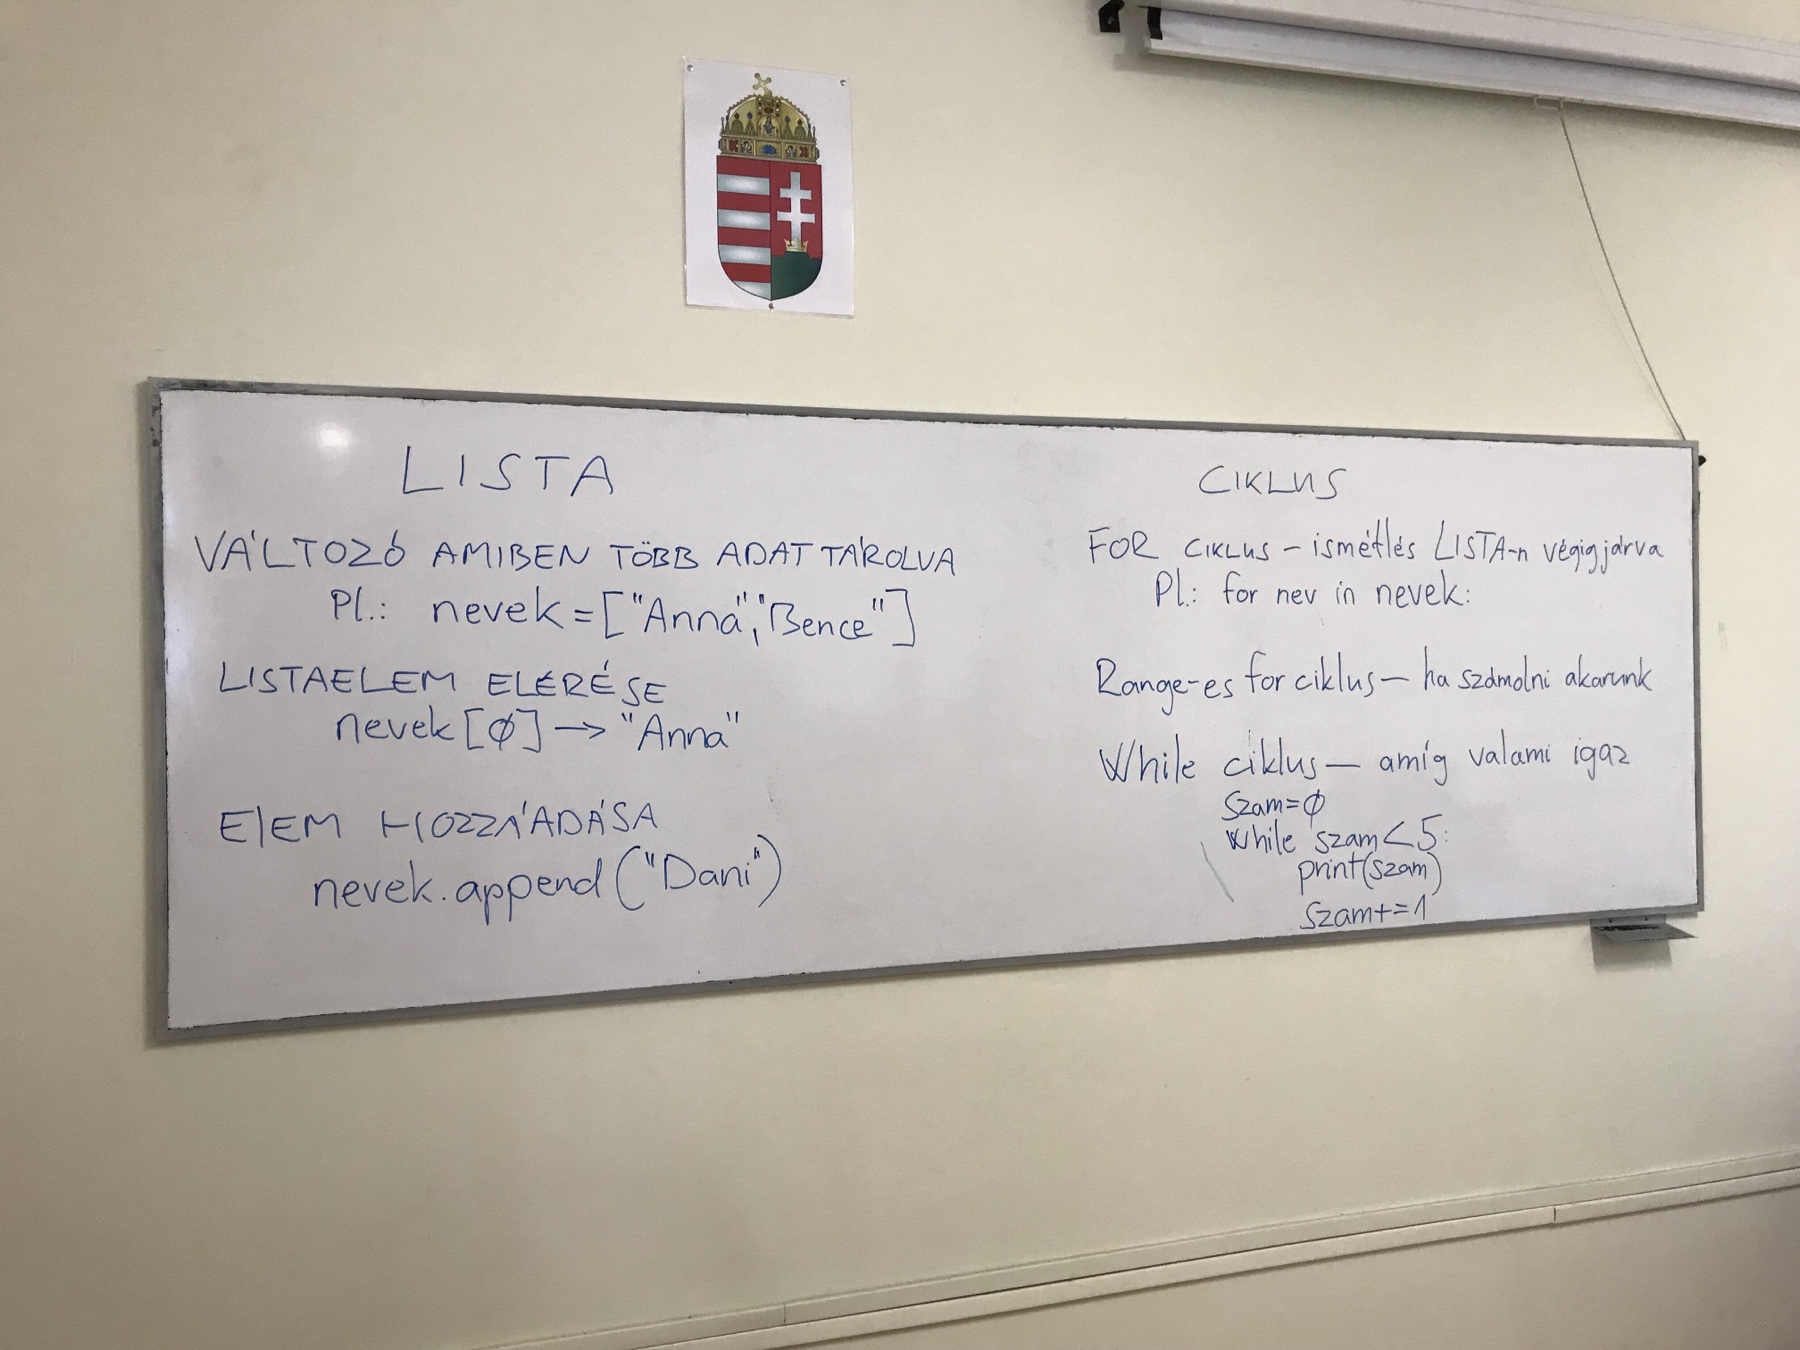 LISTA
VÁLTOZÓ AMIBEN TÖBB ADAT TÁROLVA
Pl.: nevek=["Anna","Bence"]
LISTAELEM ELÉRÉSE
nevek[0]→"Anna"
ElEM HOZZÁADÁSA
nevek.append("Dani")
CIKLUS
FOR CIKLUS – ismétlés LISTA-n végigjárva
Pl.: for nev in nevek:
Range-es for ciklus – ha számolni akarunk
While ciklus – amíg valami igaz
szam=0
While szam<5:
print(szam)
szam+=1